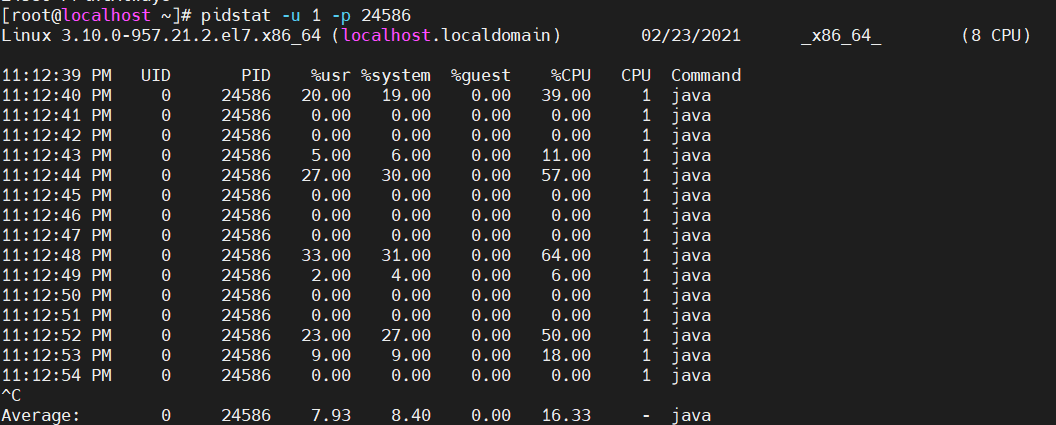 [root@localhost ~]# pidstat -u 1 -p 24586
Linux 3.10.0-957.21.2.el7.x86_64 (localhost.localdomain) 02/23/2021 _x86_64_ (8 CPU)
11:12:39 PM UID PID %usr %system %guest %CPU CPU Command
11:12:40 PM 0 24586 20.00 19.00 0.00 39.00 1 java
11:12:41 PM 0 24586 0.00 0.00 0.00 0.00 1 java
11:12:42 PM 0 24586 0.00 0.00 0.00 0.00 1 java
11:12:43 PM 0 24586 5.00 6.00 0.00 11.00 1 java
11:12:44 PM 0 24586 27.00 30.00 0.00 57.00 1 java
11:12:45 PM 0 24586 0.00 0.00 0.00 0.00 1 java
11:12:46 PM 0 24586 0.00 0.00 0.00 0.00 1 java
11:12:47 PM 0 24586 0.00 0.00 0.00 0.00 1 java
11:12:48 PM 0 24586 33.00 31.00 0.00 64.00 1 java
11:12:49 PM 0 24586 2.00 4.00 0.00 6.00 1 java
11:12:50 PM 0 24586 0.00 0.00 0.00 0.00 1 java
11:12:51 PM 0 24586 0.00 0.00 0.00 0.00 1 java
11:12:52 PM 0 24586 23.00 27.00 0.00 50.00 1 java
11:12:53 PM 0 24586 9.00 9.00 0.00 18.00 1 java
11:12:54 PM 0 24586 0.00 0.00 0.00 0.00 1 java
^C
Average: 0 24586 7.93 8.40 0.00 16.33 - java